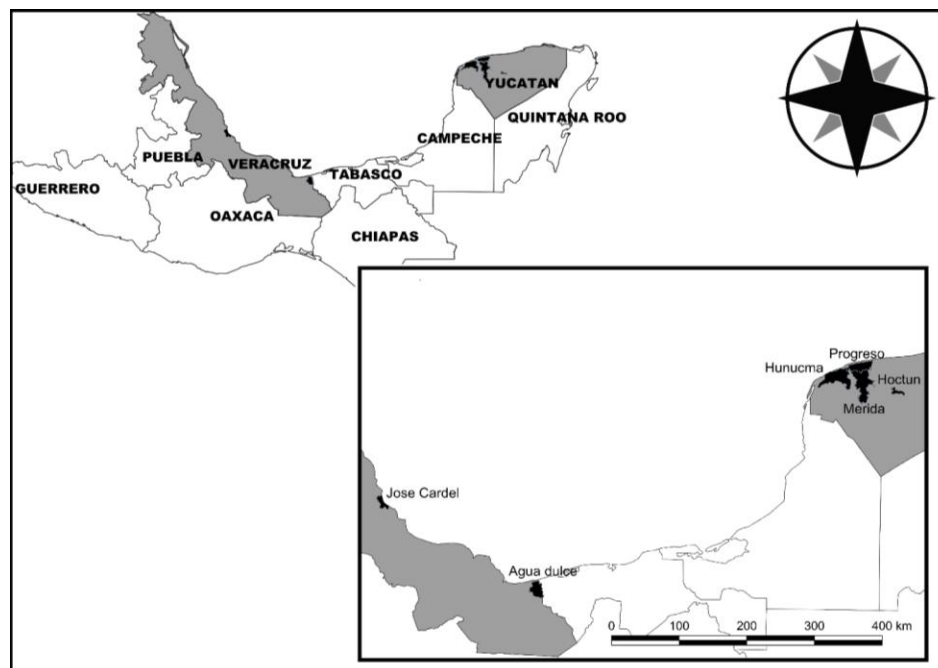 YUCATAN
QUINTANA ROO
CAMPECHE
PUEBLA
VERACRUZ
TABASCO
GUERRERO
OAXACA
CHIAPAS
Progreso
Hunucma
Hoctun
Merida
Jose Cardel
Agua dulce
0 100 200 300 400 km